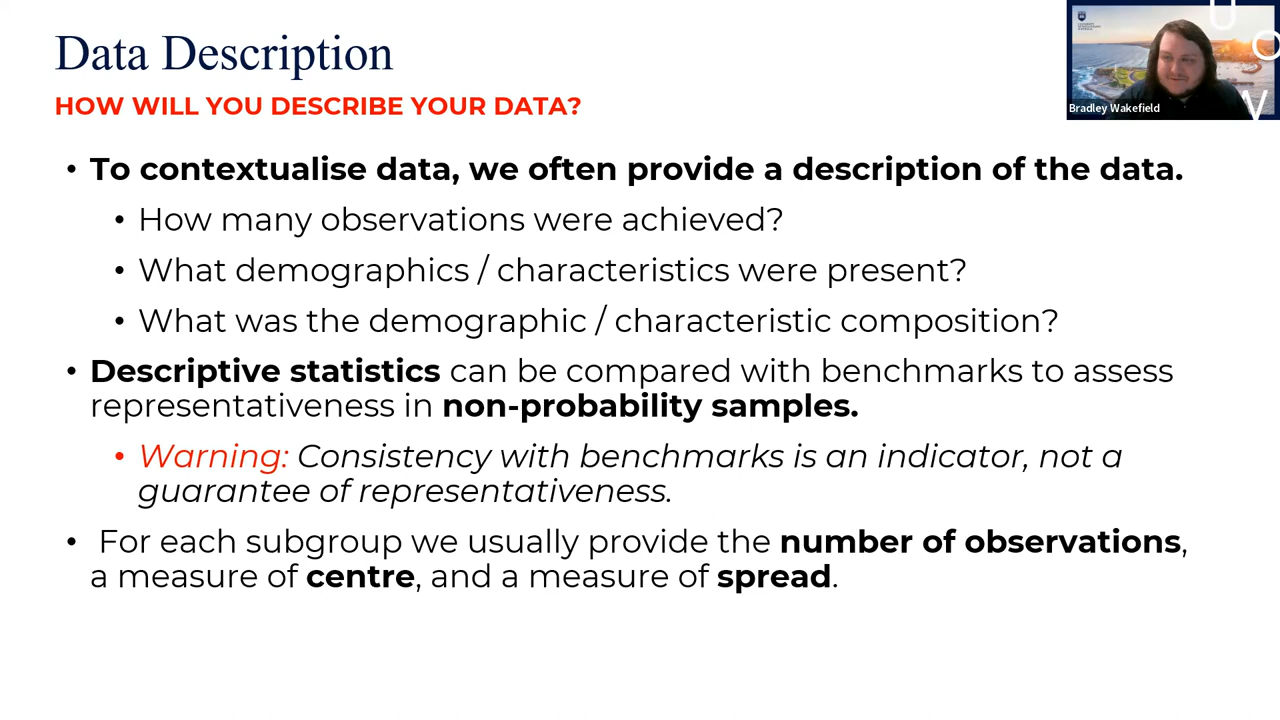 Data Description
HOW WILL YOU DESCRIBE YOUR DATA?
• To contextualise data, we often provide a description of the data.
• How many observations were achieved?
• What demographics / characteristics were present?
• What was the demographic / characteristic composition?
• Descriptive statistics can be compared with benchmarks to assess
representativeness in non-probability samples.
• Warning: Consistency with benchmarks is an indicator, not a
guarantee of representativeness.
• For each subgroup we usually provide the number of observations,
a measure of centre, and a measure of spread.
U
O
W
Bradley Wakefield